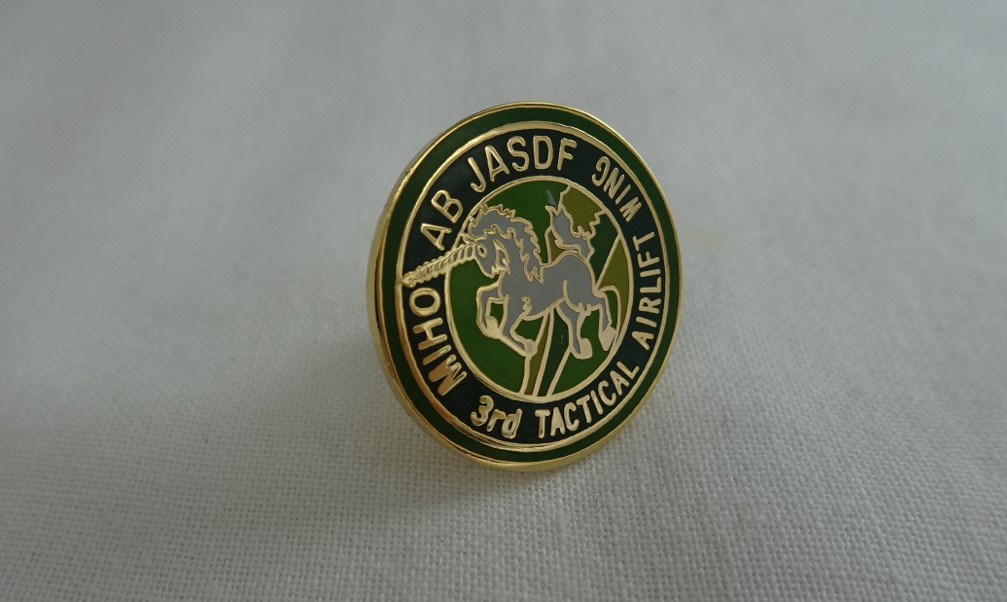 MIHO AB JASDF
3rd TACTICAL AIRLIFT WING